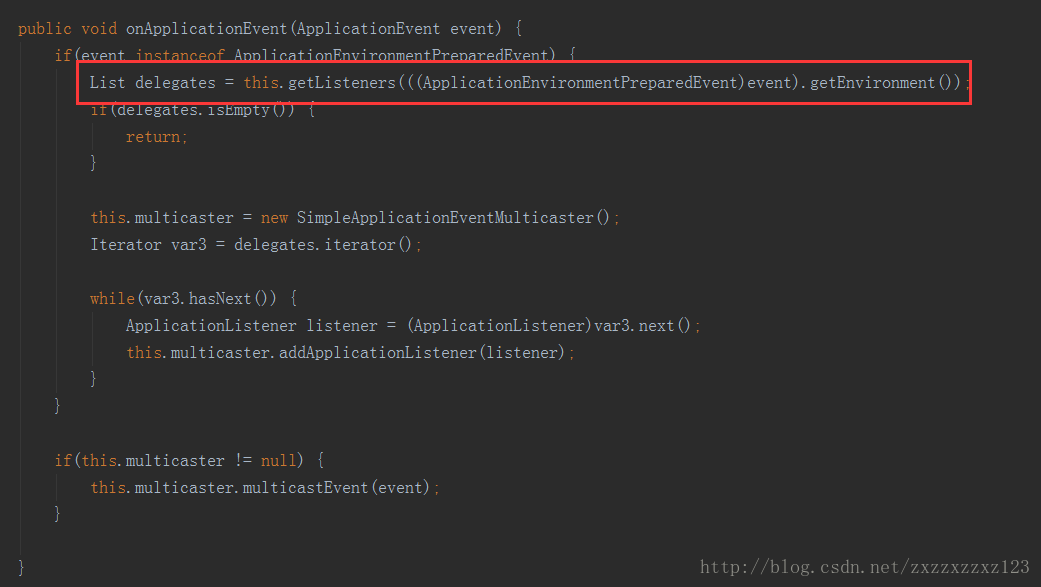 public void onApplicationEvent(ApplicationEvent event) {
if(event instanceof ApplicationEnvironmentPreparedEvent) {
List delegates = this.getListeners(((ApplicationEnvironmentPreparedEvent)event).getEnvironment());
if(delegates.isEmpty()) {
return;
}
this.multicaster = new SimpleApplicationEventMulticaster();
Iterator var3 = delegates.iterator();
while(var3.hasNext()) {
ApplicationListener listener = (ApplicationListener)var3.next();
this.multicaster.addApplicationListener(listener);
}
}
if(this.multicaster != null) {
this.multicaster.multicastEvent(event);
}
}
http://blog.csdn.net/zxzzxzzxz123